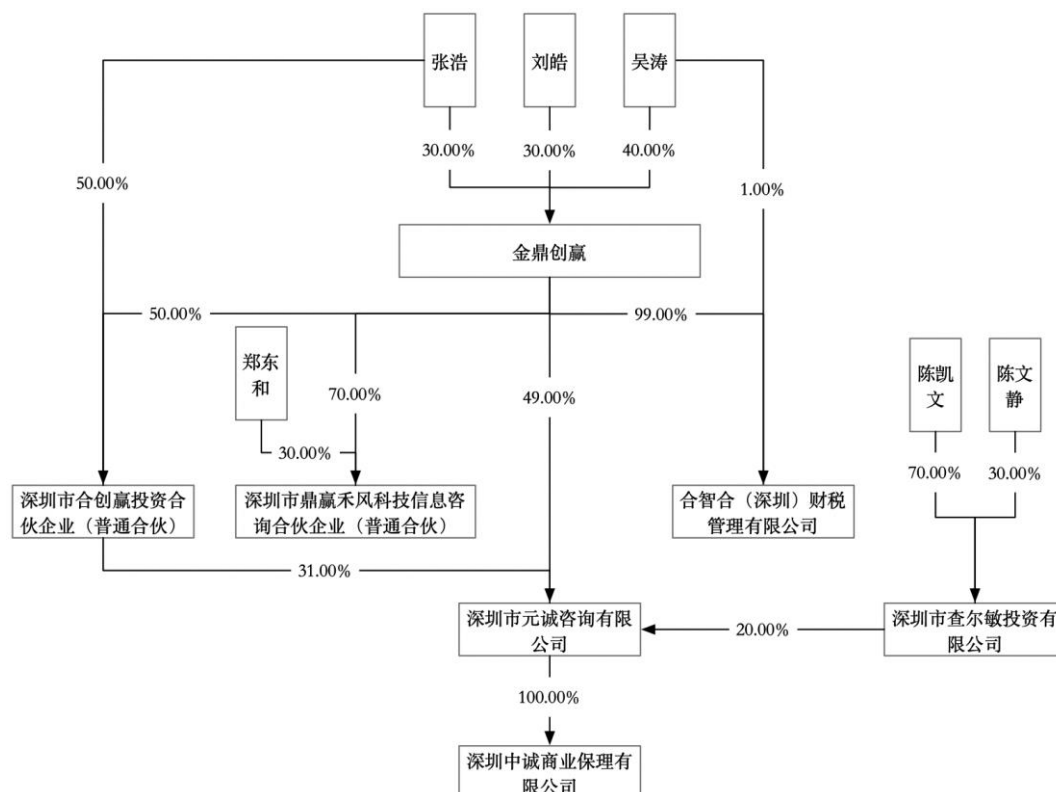 张浩
刘皓
吴涛
30.00%
30.00%
40.00%
50.00%
1.00%
金鼎创赢
50.00%
99.00%
郑东
和
70.00%
49.00%
陈凯
文
陈文
静
30.00%
70.00%
30.00%
深圳市合创赢投资合
伙企业（普通合伙）
深圳市鼎赢禾风科技信息咨
询合伙企业（普通合伙）
合智合（深圳）财税
管理有限公司
31.00%
深圳市元诚咨询有限
公司
20.00%
深圳市查尔敏投资有
限公司
100.00%
深圳中诚商业保理有
限公司